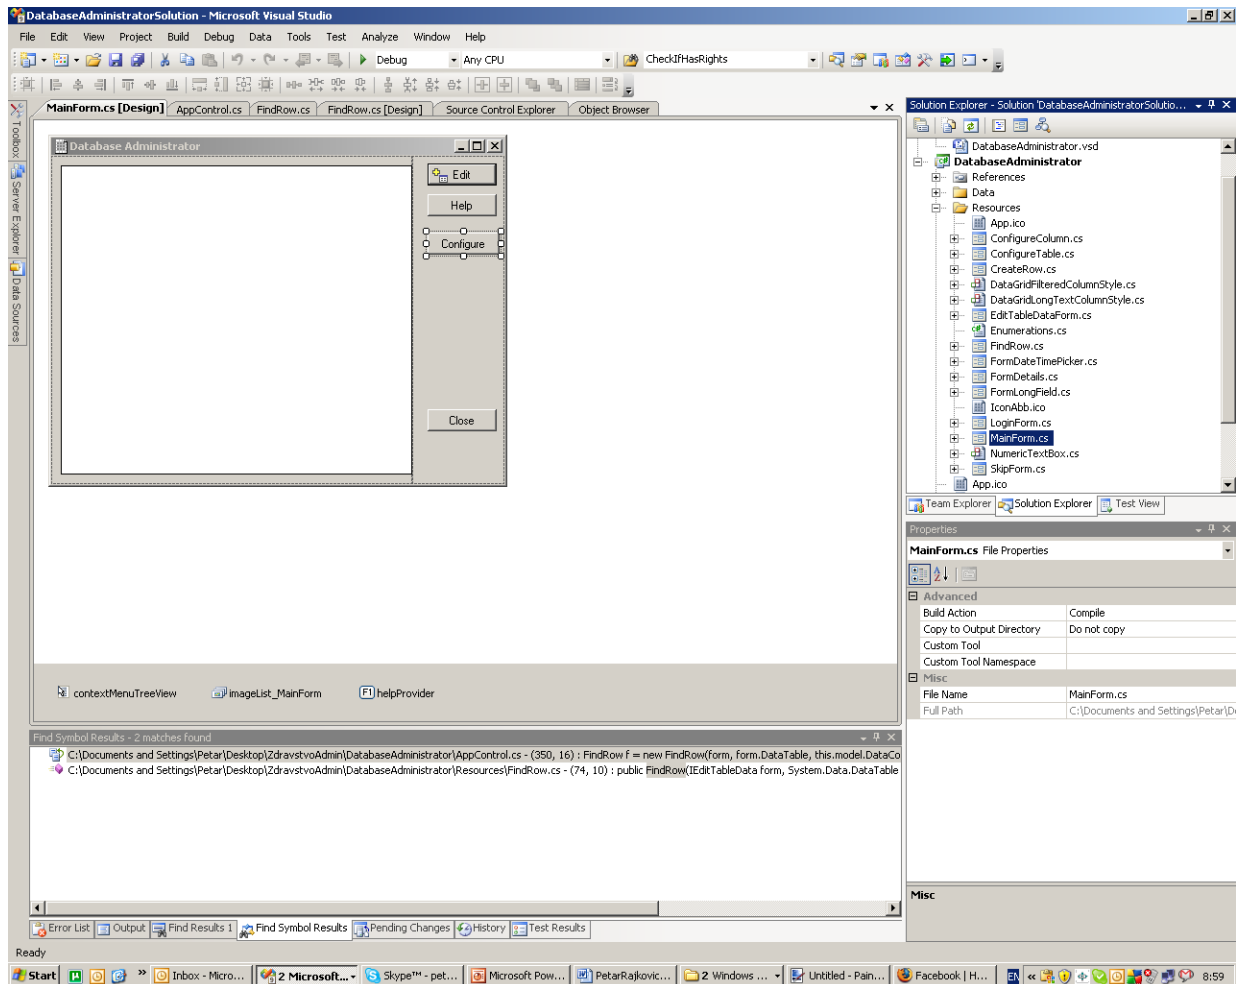 DatabaseAdministratorSolution - Microsoft Visual Studio
File Edit View Project Build Debug Data Tools Test Analyze Window Help
Debug Any CPU CheckIfHasRights
MainForm.cs [Design] AppControl.cs FindRow.cs FindRow.cs [Design] Source Control Explorer Object Browser
Toolbox
Server Explorer
Data Sources
Database Administrator
Edit
Help
Configure
Close
contextMenuTreeView imageList_MainForm F1 helpProvider
Find Symbol Results - 2 matches found
C:\Documents and Settings\Petar\Desktop\ZdravstvoAdmin\DatabaseAdministrator\AppControl.cs - (350, 16) : FindRow f = new FindRow(form, form.DataTable, this.model.DataCo
C:\Documents and Settings\Petar\Desktop\ZdravstvoAdmin\DatabaseAdministrator\Resources\FindRow.cs - (74, 10) : public FindRow(IEditTableData form, System.Data.DataTable
Error List Output Find Results 1 Find Symbol Results Pending Changes History Test Results
Solution Explorer - Solution 'DatabaseAdministratorSolutio...
DatabaseAdministrator.vsd
DatabaseAdministrator
References
Data
Resources
App.ico
ConfigureColumn.cs
ConfigureTable.cs
CreateRow.cs
DataGridFilteredColumnStyle.cs
DataGridLongTextColumnStyle.cs
EditTableDataForm.cs
Enumerations.cs
FindRow.cs
FormDateTimePicker.cs
FormDetails.cs
FormLongField.cs
IconAbb.ico
LoginForm.cs
MainForm.cs
NumericTextBox.cs
SkipForm.cs
App.ico
Team Explorer Solution Explorer Test View
Properties
MainForm.cs File Properties
Advanced
Build Action Compile
Copy to Output Directory Do not copy
Custom Tool
Custom Tool Namespace
Misc
File Name MainForm.cs
Full Path C:\Documents and Settings\Petar\D
Misc
Ready
Start Inbox - Micro... 2 Microsoft... Skype™ - pet... Microsoft Pow... PetarRajkovic... 2 Windows ... Untitled - Pain... Facebook | H... EN 8:59